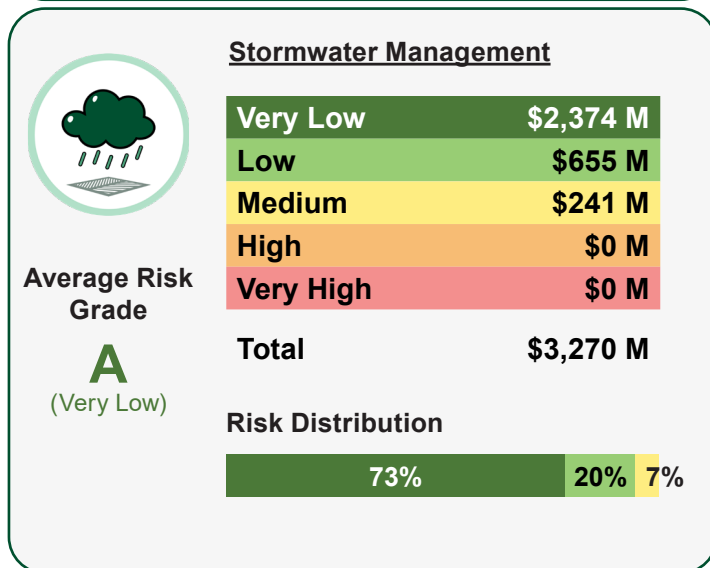 Stormwater Management
Very Low $2,374 M
Low $655 M
Medium $241 M
High $0 M
Very High $0 M
Total $3,270 M
Average Risk
Grade
A
(Very Low)
Risk Distribution
73% 20% 7%